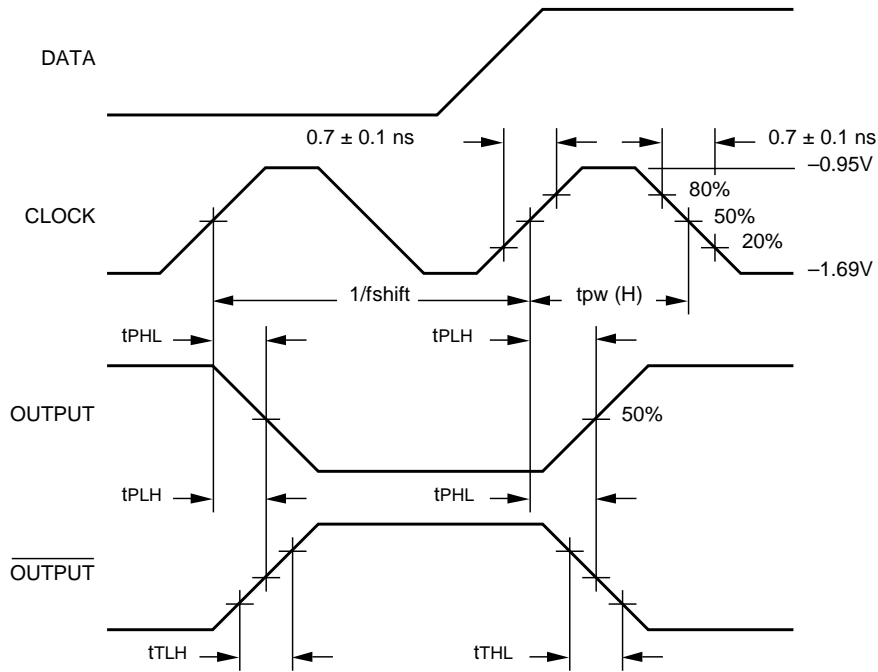 DATA
0.7 ± 0.1 ns
0.7 ± 0.1 ns
–0.95V
80%
CLOCK
50%
20%
–1.69V
1/fshift
tpw (H)
tPHL
tPLH
OUTPUT
50%
tPLH
tPHL
OUTPUT
tTLH
tTHL